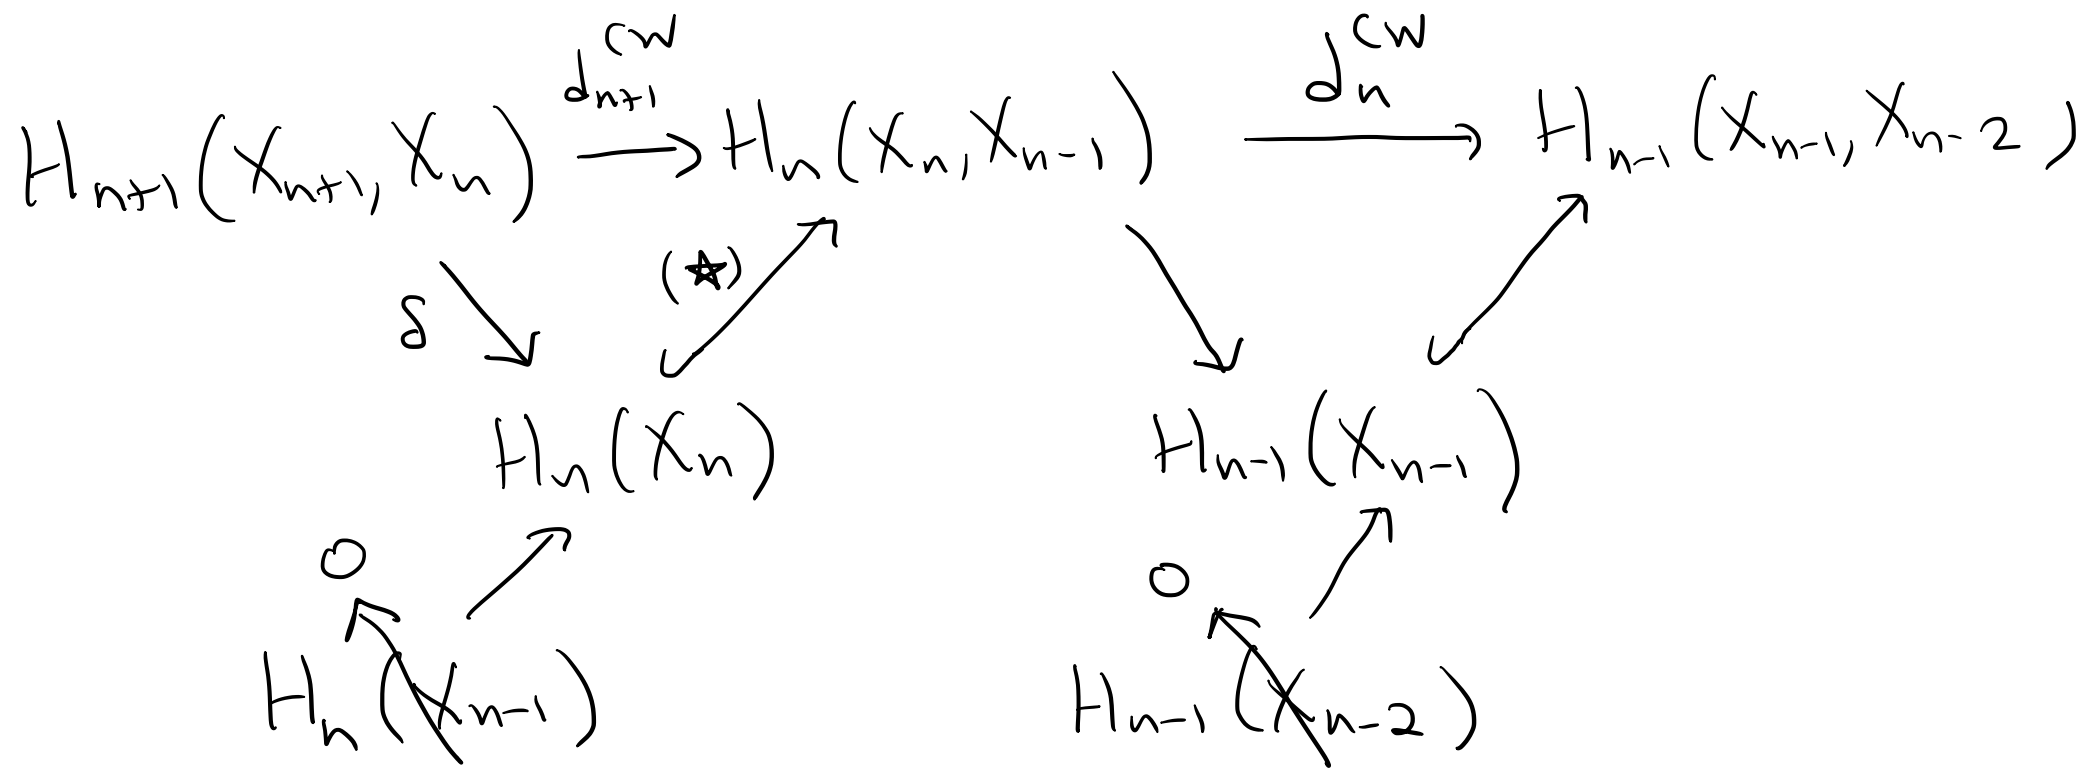 H_{n+1}(X_{n+1}, X_n) d_{n+1}^{CW} → H_n(X_n, X_{n-1}) d_n^{CW} → H_{n-1}(X_{n-1}, X_{n-2})
δ (☆)
H_n(X_n) H_{n-1}(X_{n-1})
0 0
H_n(X_{n-1}) H_{n-1}(X_{n-2})